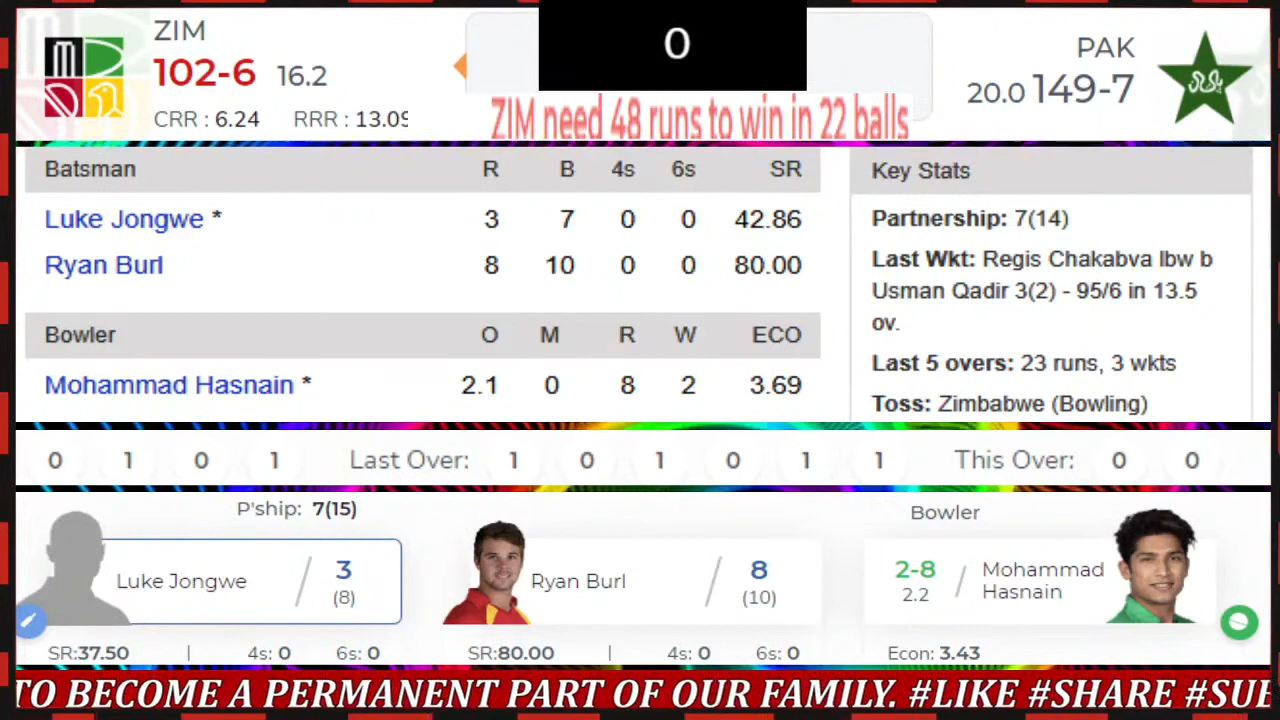 ZIM
102-6 16.2
CRR : 6.24 RRR : 13.09
0
ZIM need 48 runs to win in 22 balls
PAK
20.0 149-7
Batsman R B 4s 6s SR
Luke Jongwe * 3 7 0 0 42.86
Ryan Burl 8 10 0 0 80.00
Bowler O M R W ECO
Mohammad Hasnain * 2.1 0 8 2 3.69
Key Stats
Partnership: 7(14)
Last Wkt: Regis Chakabva lbw b
Usman Qadir 3(2) - 95/6 in 13.5
ov.
Last 5 overs: 23 runs, 3 wkts
Toss: Zimbabwe (Bowling)
0 1 0 1 Last Over: 1 0 1 0 1 1 This Over: 0 0
P'ship: 7(15)
Luke Jongwe / 3
(8)
SR:37.50 | 4s: 0 6s: 0
Ryan Burl / 8
(10)
SR:80.00 | 4s: 0 6s: 0
Bowler
2-8 / Mohammad
2.2 Hasnain
Econ: 3.43
TO BECOME A PERMANENT PART OF OUR FAMILY. #LIKE #SHARE #SUB